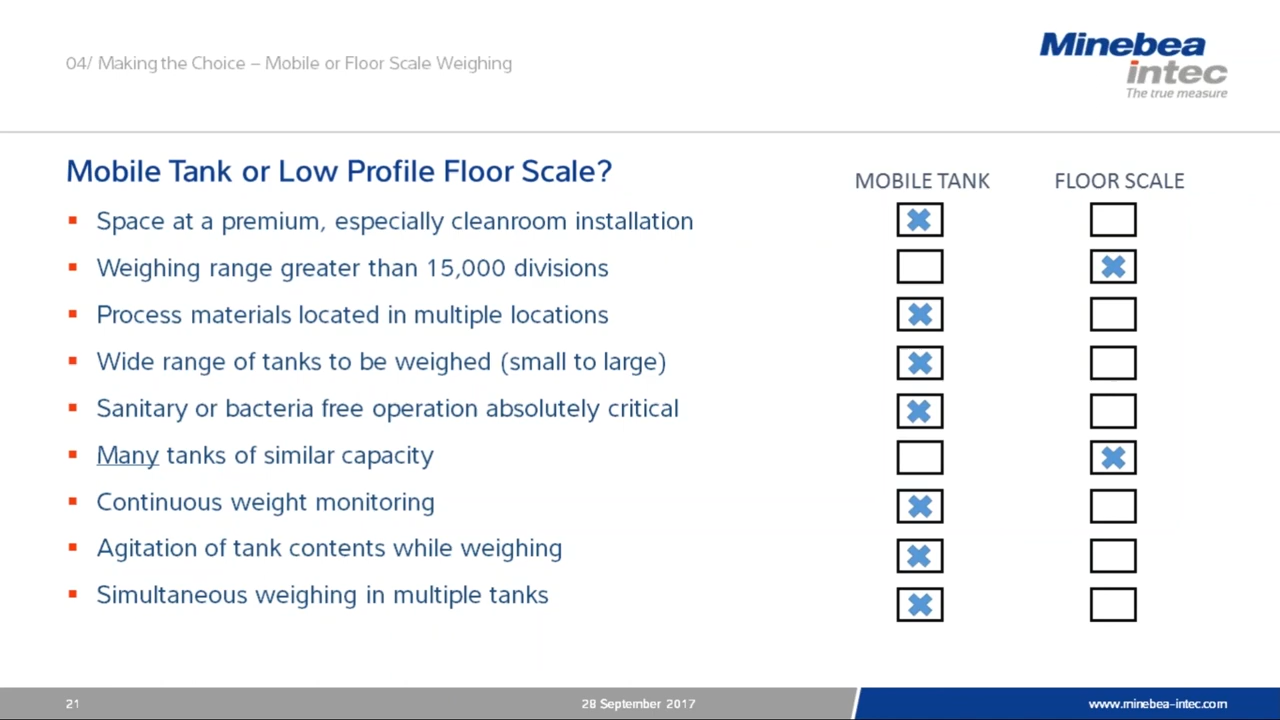 04/ Making the Choice – Mobile or Floor Scale Weighing
Minebea
intec
The true measure
Mobile Tank or Low Profile Floor Scale?
MOBILE TANK
FLOOR SCALE
Space at a premium, especially cleanroom installation
Weighing range greater than 15,000 divisions
Process materials located in multiple locations
Wide range of tanks to be weighed (small to large)
Sanitary or bacteria free operation absolutely critical
Many tanks of similar capacity
Continuous weight monitoring
Agitation of tank contents while weighing
Simultaneous weighing in multiple tanks
21
28 September 2017
www.minebea-intec.com